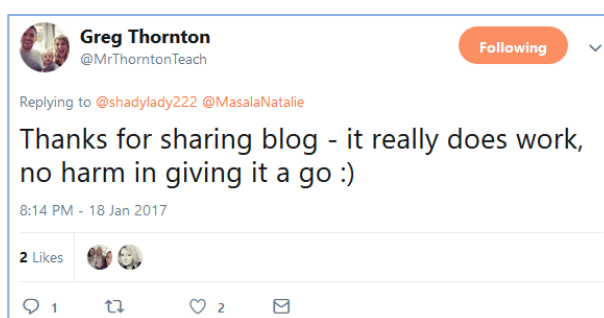 Greg Thornton
@MrThorntonTeach
Following
Replying to @shadylady222 @MasalaNatalie
Thanks for sharing blog - it really does work,
no harm in giving it a go :)
8:14 PM - 18 Jan 2017
2 Likes
1
2